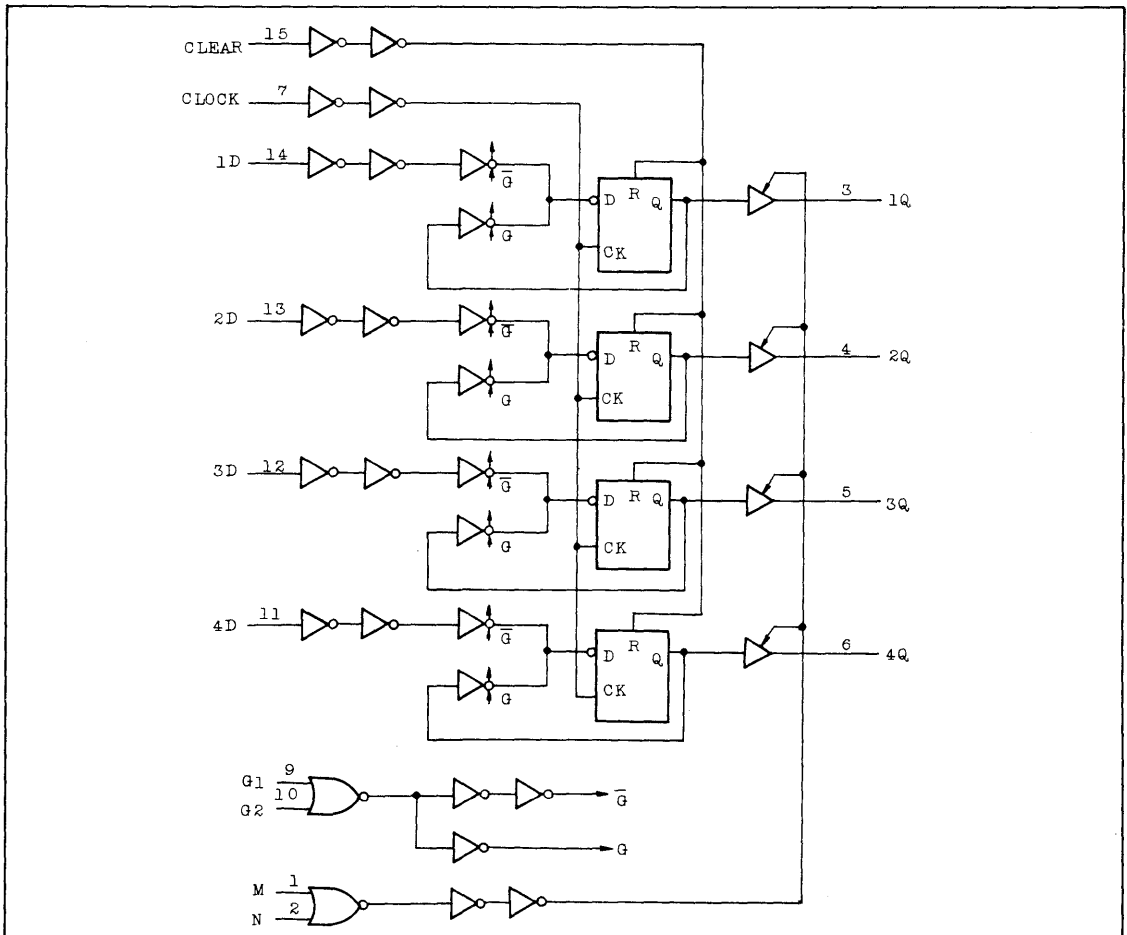 CLEAR 15
CLOCK 7
1D 14
G̅
G
D R Q
CK
3 1Q
2D 13
G̅
G
D R Q
CK
4 2Q
3D 12
G̅
G
D R Q
CK
5 3Q
4D 11
G̅
G
D R Q
CK
6 4Q
G1 9
G2 10
G̅
G
M 1
N 2